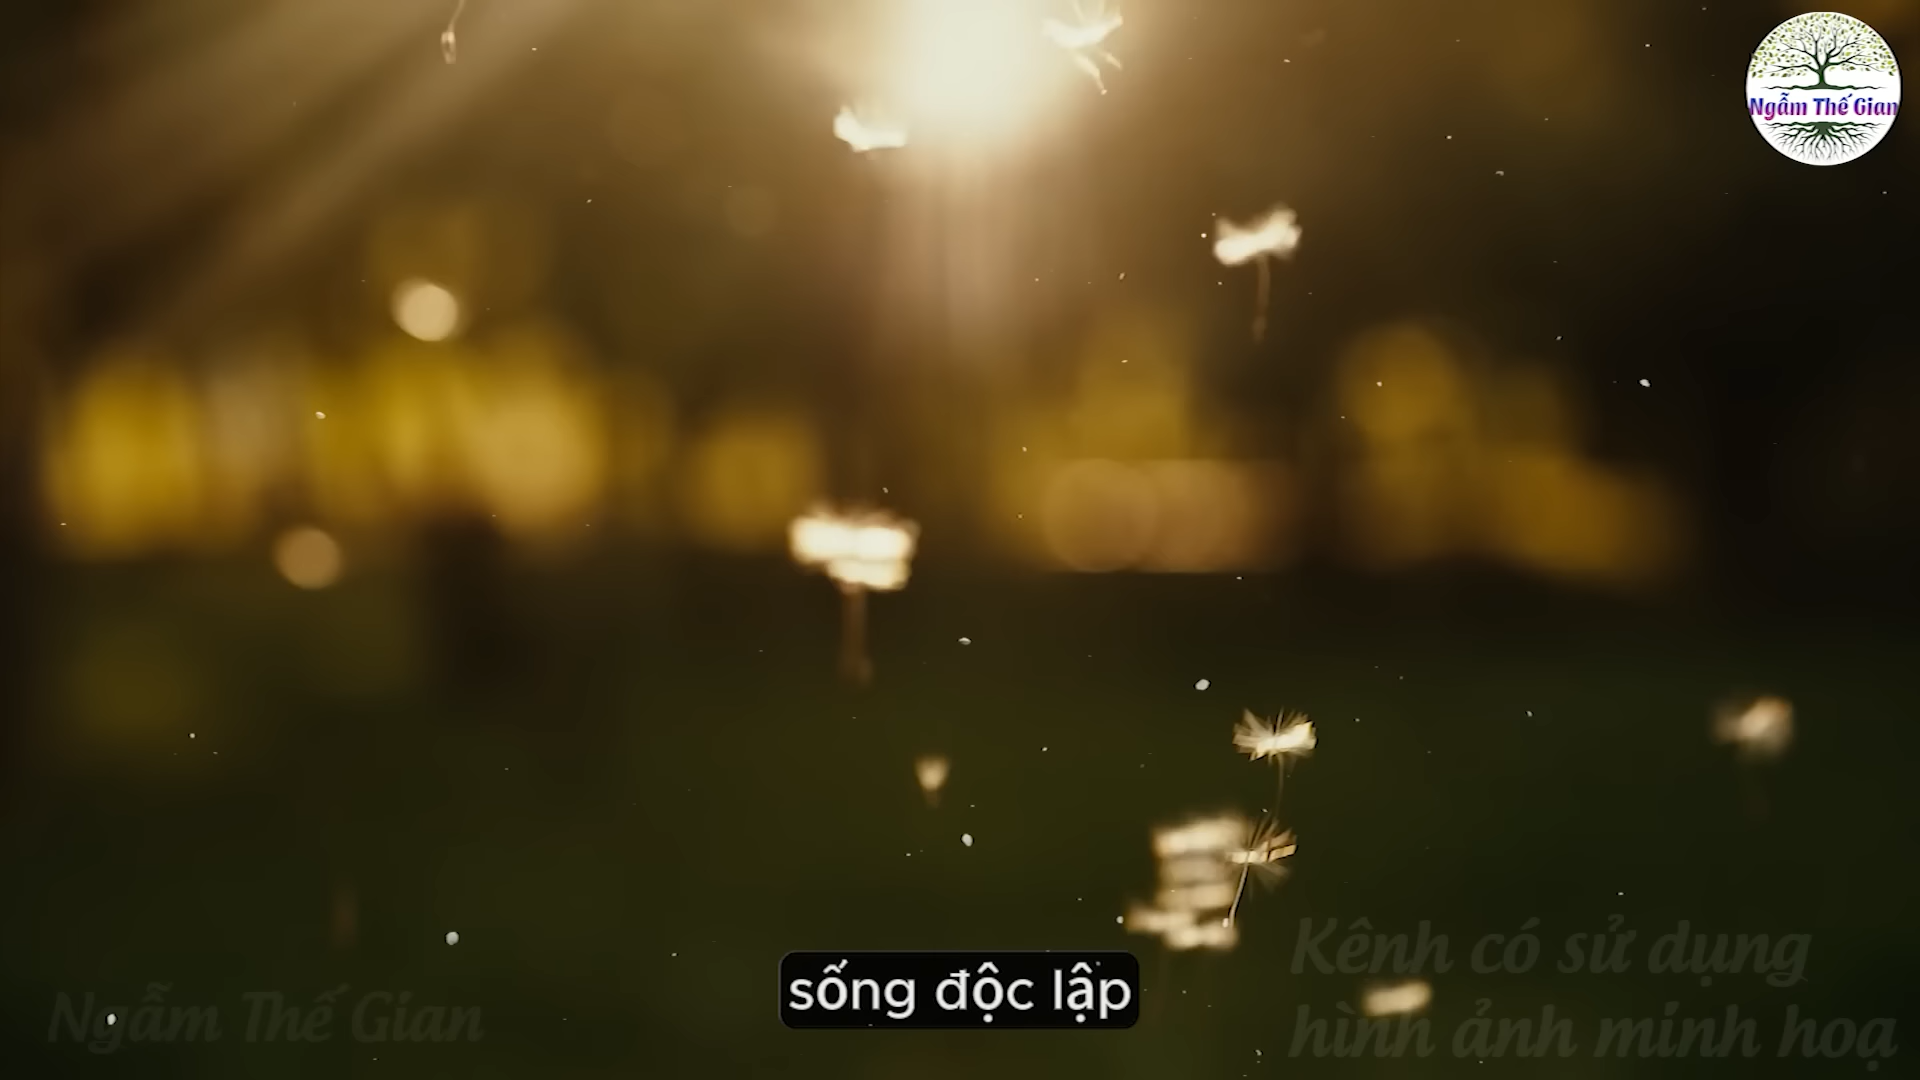 Ngẫm Thế Gian
Kênh có sử dụng
hình ảnh minh hoạ
Ngẫm Thế Gian
sống độc lập